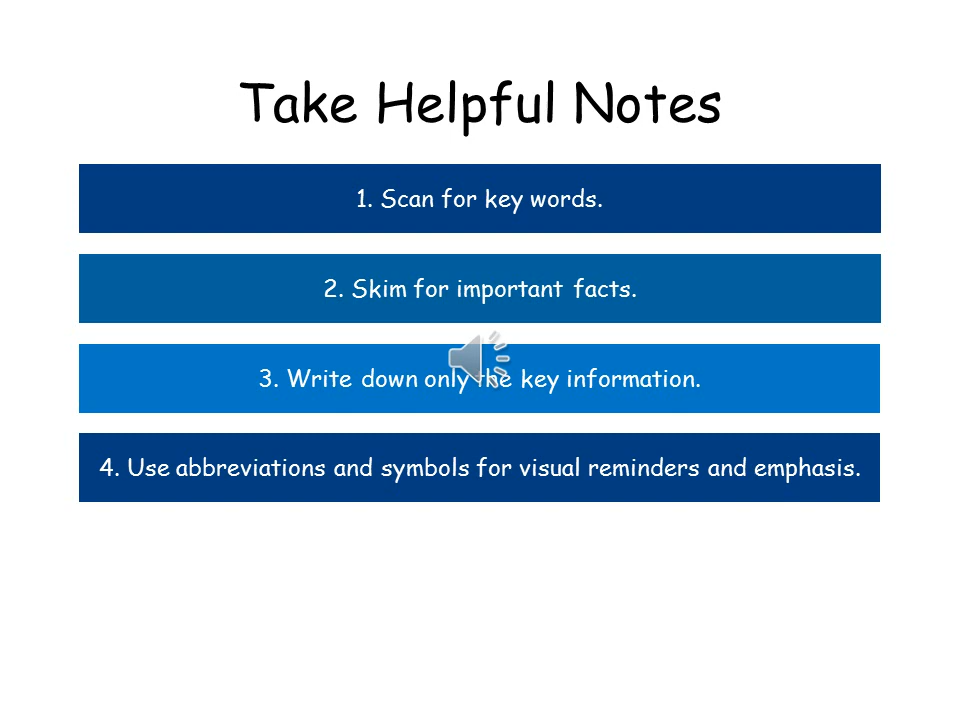 Take Helpful Notes
1. Scan for key words.
2. Skim for important facts.
3. Write down only the key information.
4. Use abbreviations and symbols for visual reminders and emphasis.